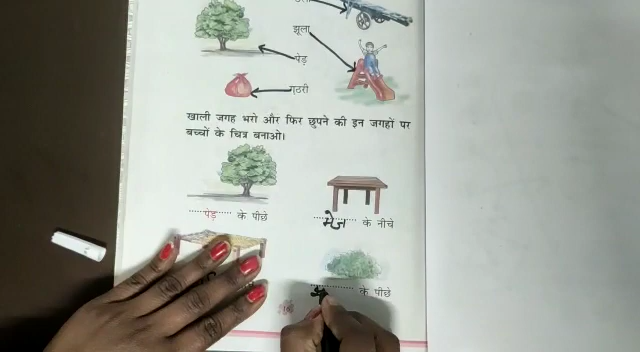 झूला
पेड़
गठरी
खाली जगह भरो और फिर छुपने की इन जगहों पर
बच्चों के चित्र बनाओ।
पेड़ के पीछे
मेज के नीचे
के पीछे